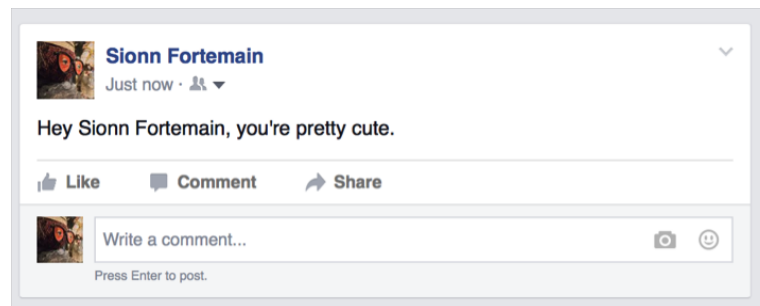 Sionn Fortemain
Just now ·
Hey Sionn Fortemain, you're pretty cute.
Like Comment Share
Write a comment...
Press Enter to post.